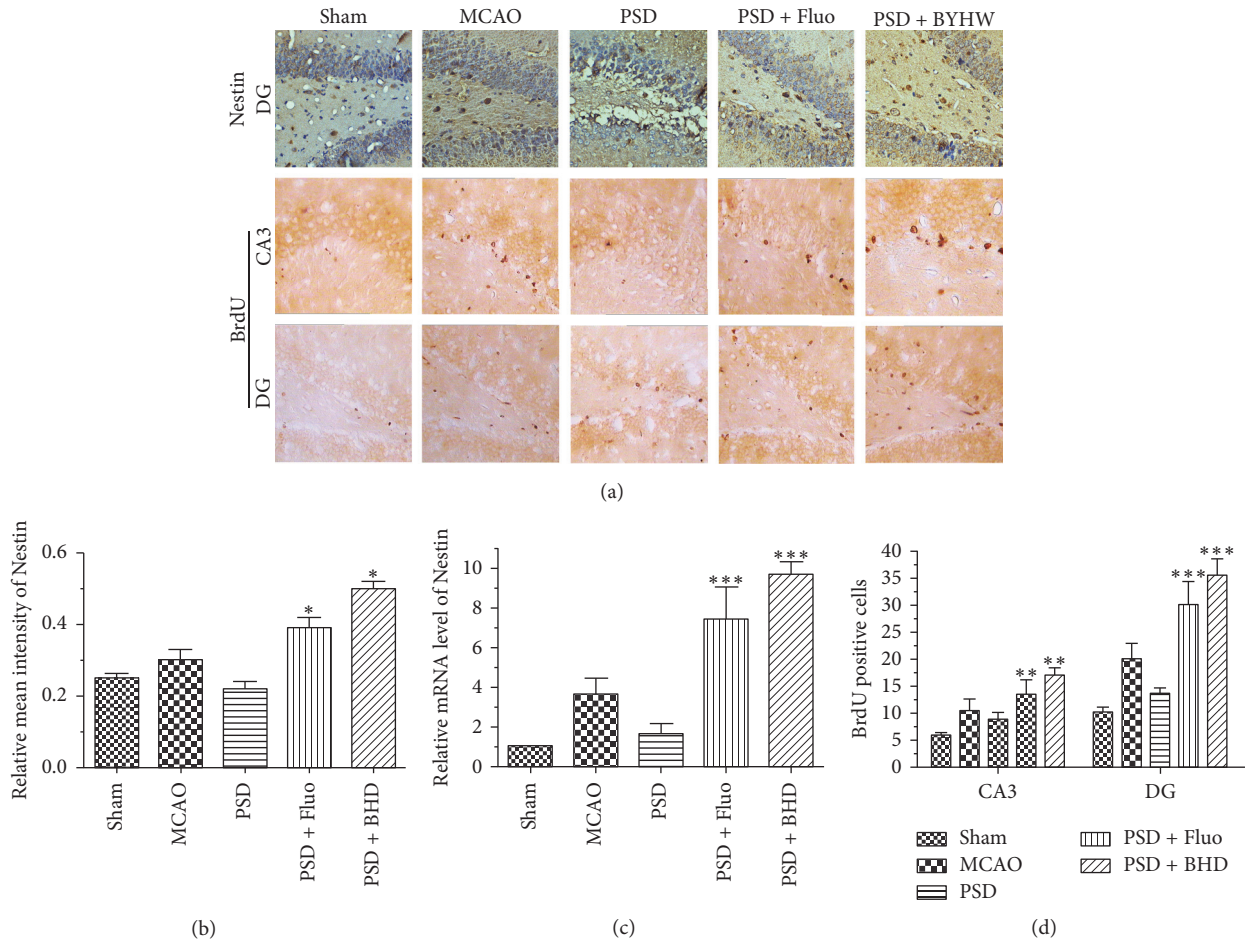 Sham MCAO PSD PSD + Fluo PSD + BYHW
Nestin
DG
BrdU
CA3
DG
(a)
Relative mean intensity of Nestin
0.6
0.4
0.2
0.0
Sham
MCAO
PSD
PSD + Fluo
PSD + BHD
*
*
(b)
Relative mRNA level of Nestin
10
8
6
4
2
0
Sham
MCAO
PSD
PSD + Fluo
PSD + BHD
***
***
(c)
BrdU positive cells
40
35
30
25
20
15
10
5
0
** **
*** ***
CA3 DG
Sham
MCAO
PSD
PSD + Fluo
PSD + BHD
(d)